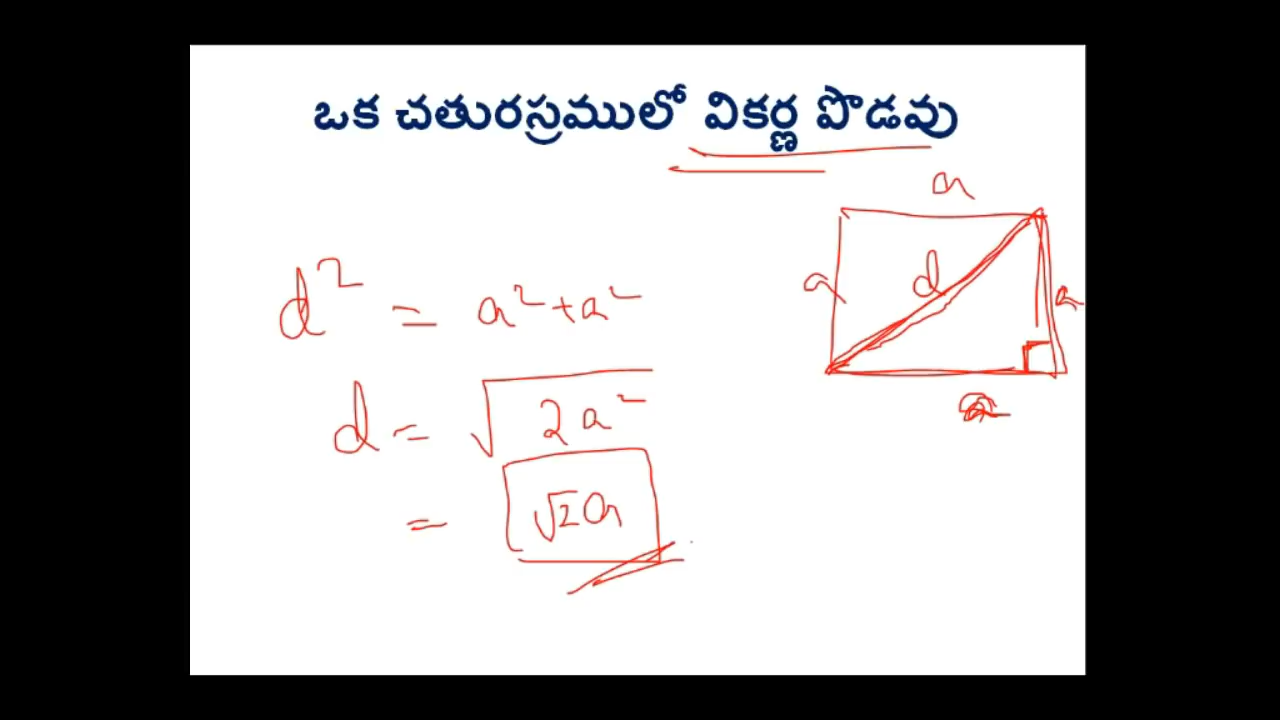 ఒక చతురస్రములో వికర్ణ పొడవు
a
a
d
a
d² = a² + a²
d = √2a²
= √2a